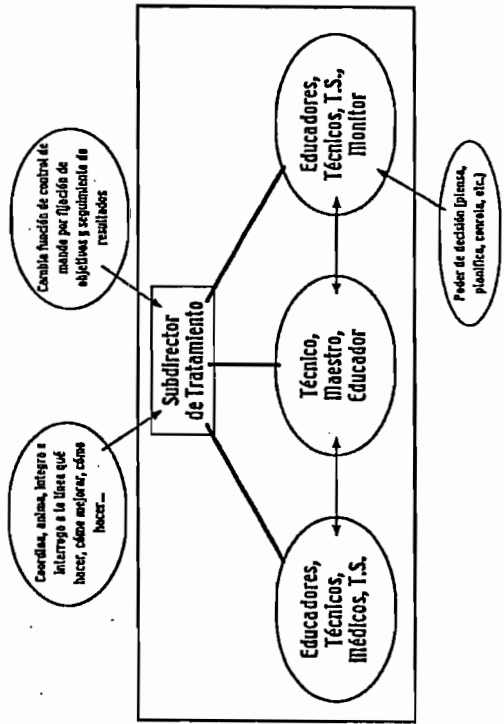 Coordina, anima, integra e
interroga a la línea qué
hacer, cómo mejorar, cómo
hacer...
Cambia función de control de
mando por fijación de
objetivos y seguimiento de
resultados
Subdirector
de Tratamiento
Educadores,
Técnicos,
Médicos, T.S.
Técnico,
Maestro,
Educador
Educadores,
Técnicos, T.S.,
Monitor
Poder de decisión (piensa,
planifica, controla, etc.)